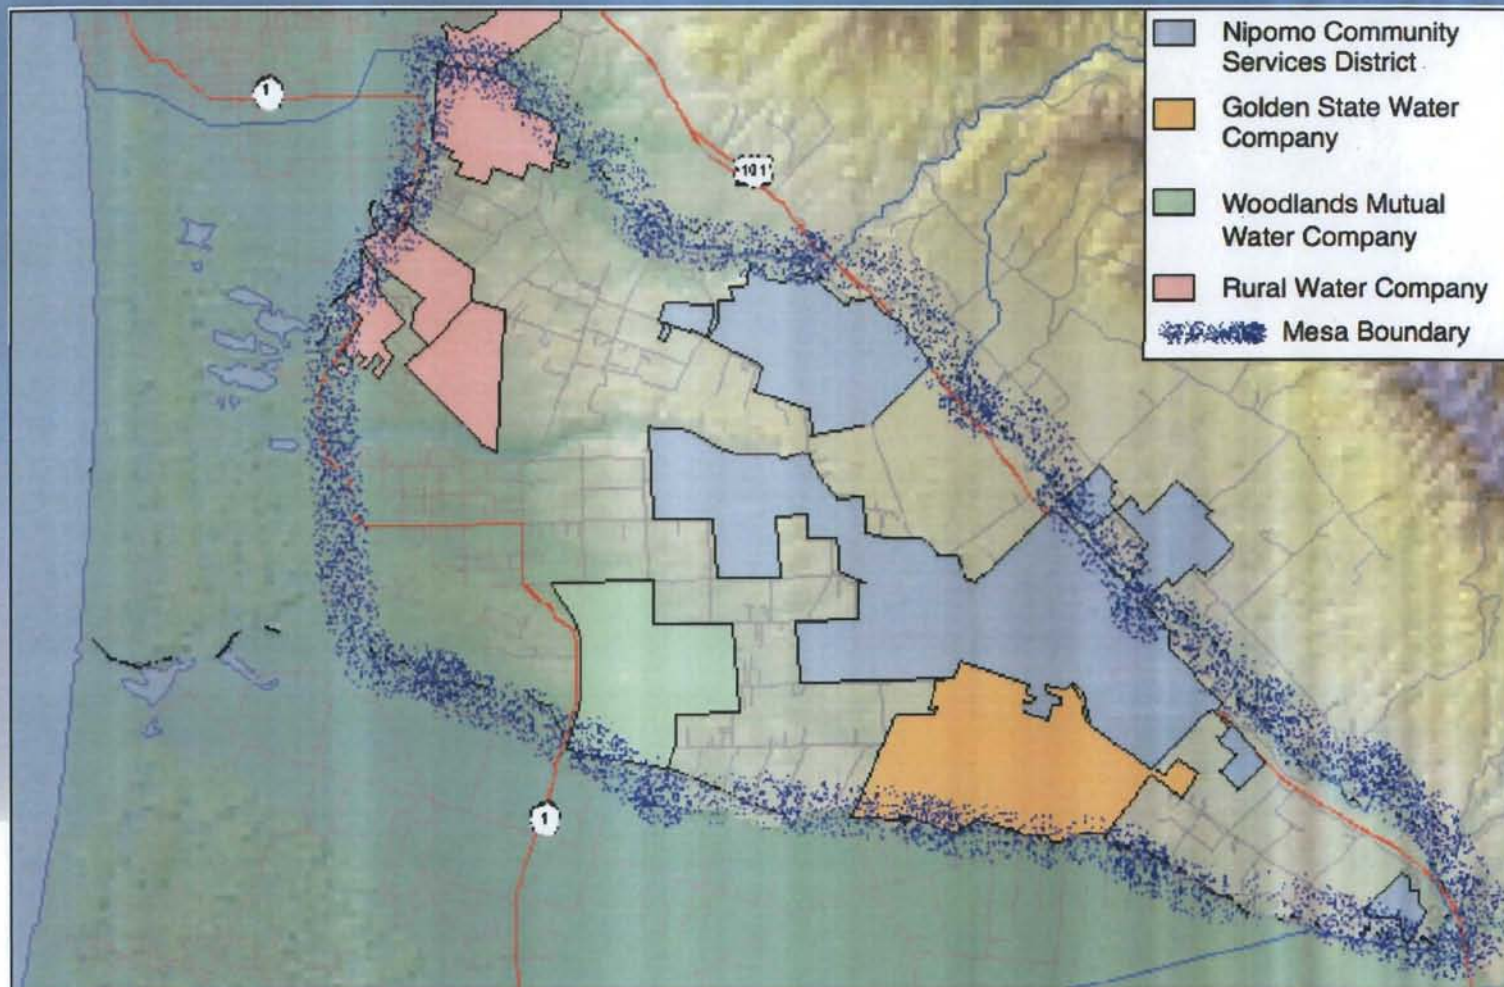 Nipomo Community
Services District
Golden State Water
Company
Woodlands Mutual
Water Company
Rural Water Company
Mesa Boundary
1
101
1